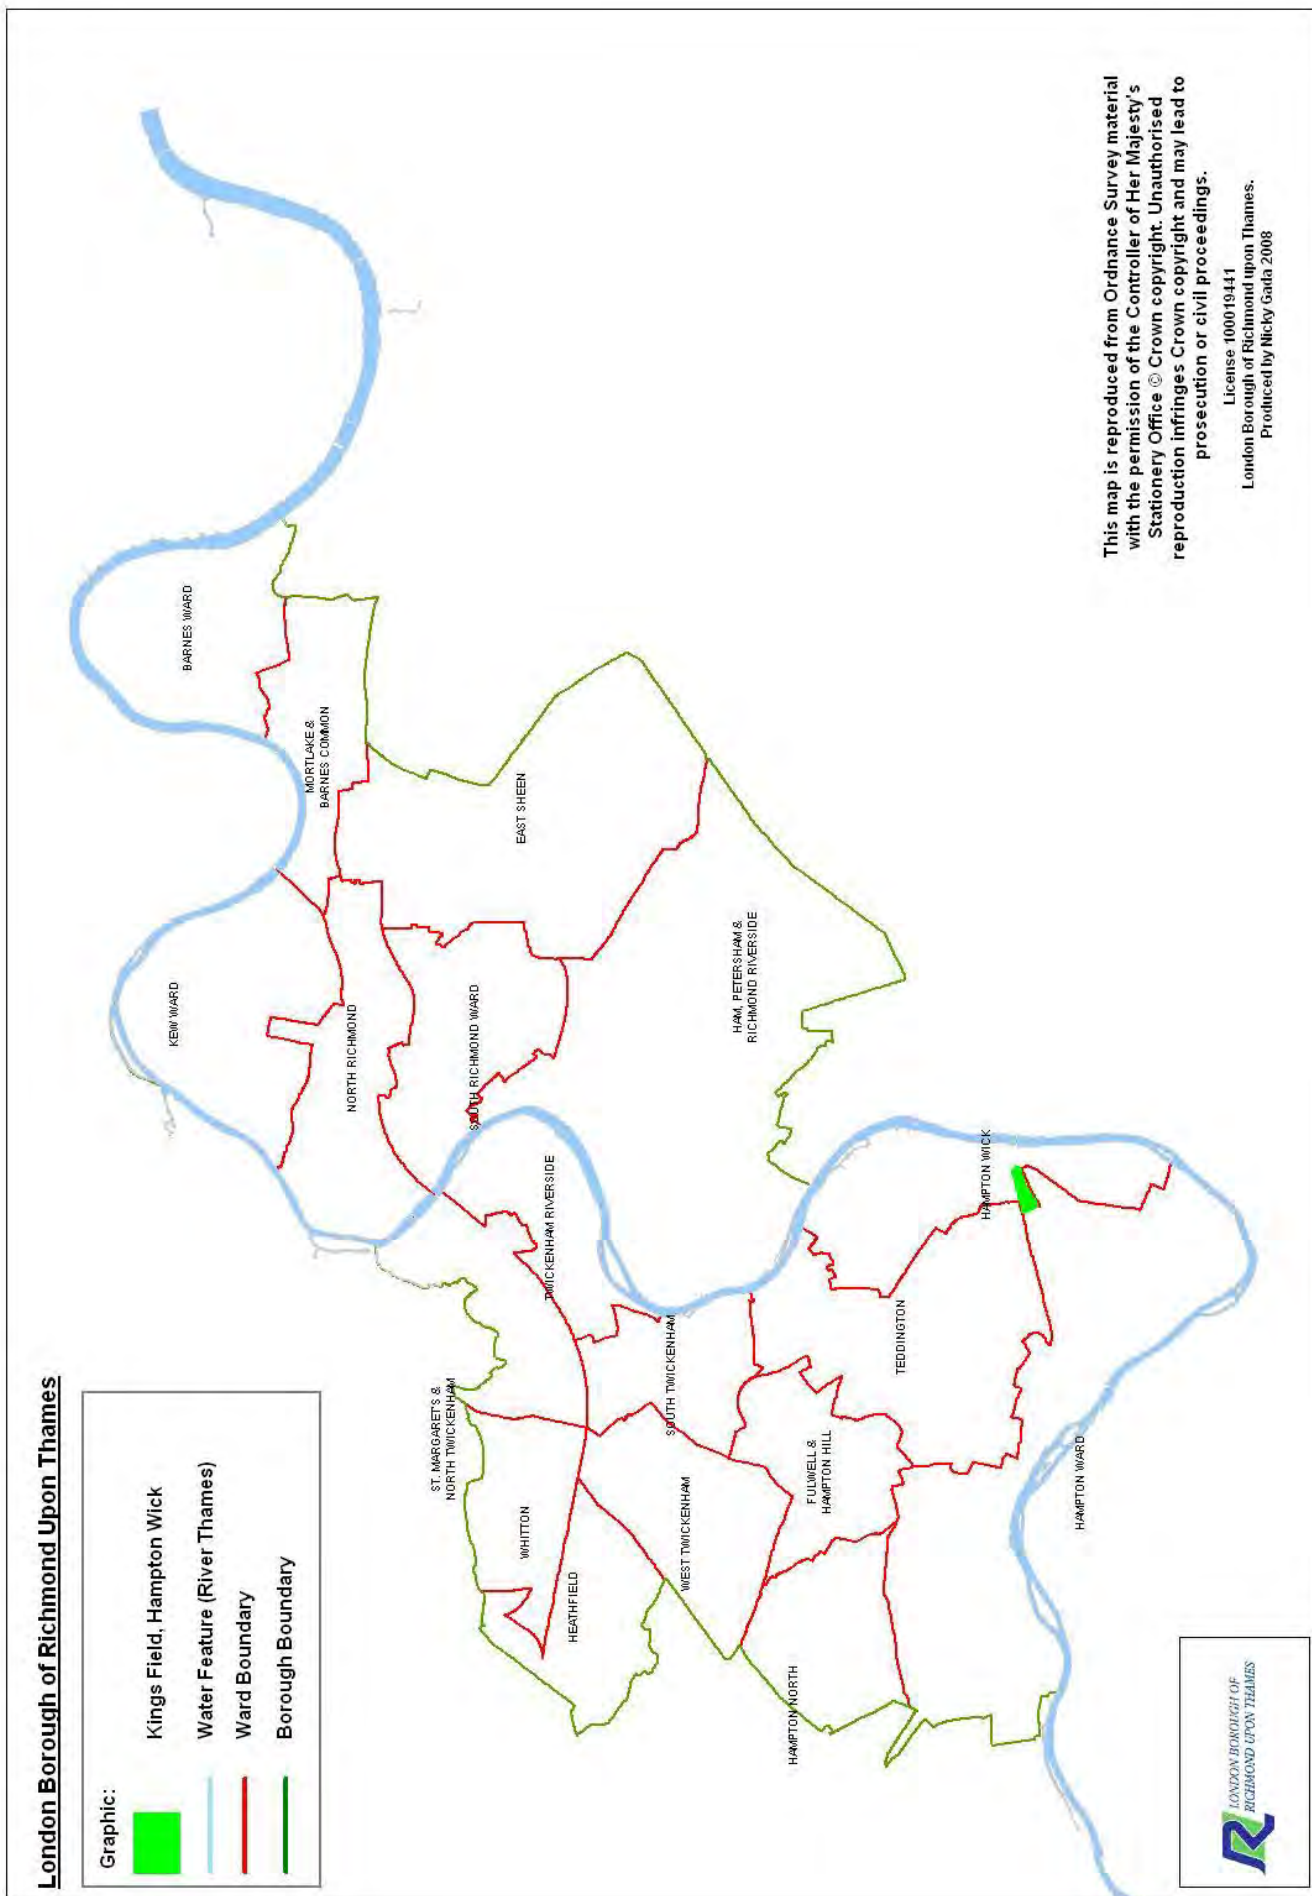 London Borough of Richmond Upon Thames
Graphic:
Kings Field, Hampton Wick
Water Feature (River Thames)
Ward Boundary
Borough Boundary
BARNES WARD
MORTLAKE &
BARNES COMMON
KEW WARD
NORTH RICHMOND
EAST SHEEN
SOUTH RICHMOND WARD
HAM, PETERSHAM &
RICHMOND RIVERSIDE
TWICKENHAM RIVERSIDE
ST. MARGARETS &
NORTH TWICKENHAM
SOUTH TWICKENHAM
WHITTON
HEATHFIELD
WEST TWICKENHAM
FULWELL &
HAMPTON HILL
TEDDINGTON
HAMPTON WICK
HAMPTON NORTH
HAMPTON WARD
LONDON BOROUGH OF
RICHMOND UPON THAMES
This map is reproduced from Ordnance Survey material
with the permission of the Controller of Her Majesty's
Stationery Office © Crown copyright. Unauthorised
reproduction infringes Crown copyright and may lead to
prosecution or civil proceedings.
License 100019441
London Borough of Richmond upon Thames.
Produced by Nicky Gada 2008